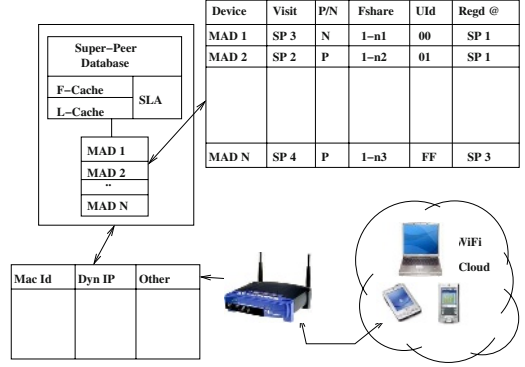 Device Visit P/N Fshare UId Regd @
MAD 1 SP 3 N 1-n1 00 SP 1
MAD 2 SP 2 P 1-n2 01 SP 1
MAD N SP 4 P 1-n3 FF SP 3
Super-Peer
Database
F-Cache
L-Cache
SLA
MAD 1
MAD 2
..
MAD N
Mac Id Dyn IP Other
WiFi
Cloud